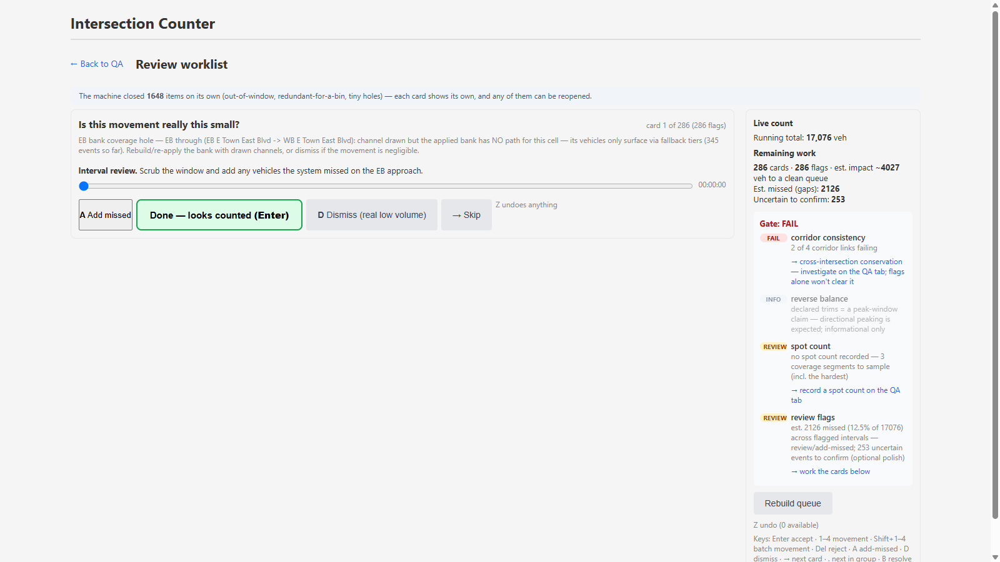 Intersection Counter
← Back to QA
Review worklist
The machine closed 1648 items on its own (out-of-window, redundant-for-a-bin, tiny holes) — each card shows its own, and any of them can be reopened.
Is this movement really this small?
card 1 of 286 (286 flags)
EB bank coverage hole — EB through (EB E Town East Blvd -> WB E Town East Blvd): channel drawn but the applied bank has NO path for this cell — its vehicles only surface via fallback tiers (345
events so far). Rebuild/re-apply the bank with drawn channels, or dismiss if the movement is negligible.
Interval review. Scrub the window and add any vehicles the system missed on the EB approach.
00:00:00
A Add missed
Done — looks counted (Enter)
D Dismiss (real low volume)
→ Skip
Z undoes anything
Live count
Running total: 17,076 veh
Remaining work
286 cards · 286 flags · est. impact ~4027
veh to a clean queue
Est. missed (gaps): 2126
Uncertain to confirm: 253
Gate: FAIL
FAIL corridor consistency
2 of 4 corridor links failing
→ cross-intersection conservation
— investigate on the QA tab; flags
alone won't clear it
INFO reverse balance
declared trims = a peak-window
claim — directional peaking is
expected; informational only
REVIEW spot count
no spot count recorded — 3
coverage segments to sample
(incl. the hardest)
→ record a spot count on the QA
tab
REVIEW review flags
est. 2126 missed (12.5% of 17076)
across flagged intervals —
review/add-missed; 253 uncertain
events to confirm (optional polish)
→ work the cards below
Rebuild queue
Z undo (0 available)
Keys: Enter accept · 1–4 movement · Shift+1–4
batch movement · Del reject · A add-missed · D
dismiss · → next card · . next in group · B resolve